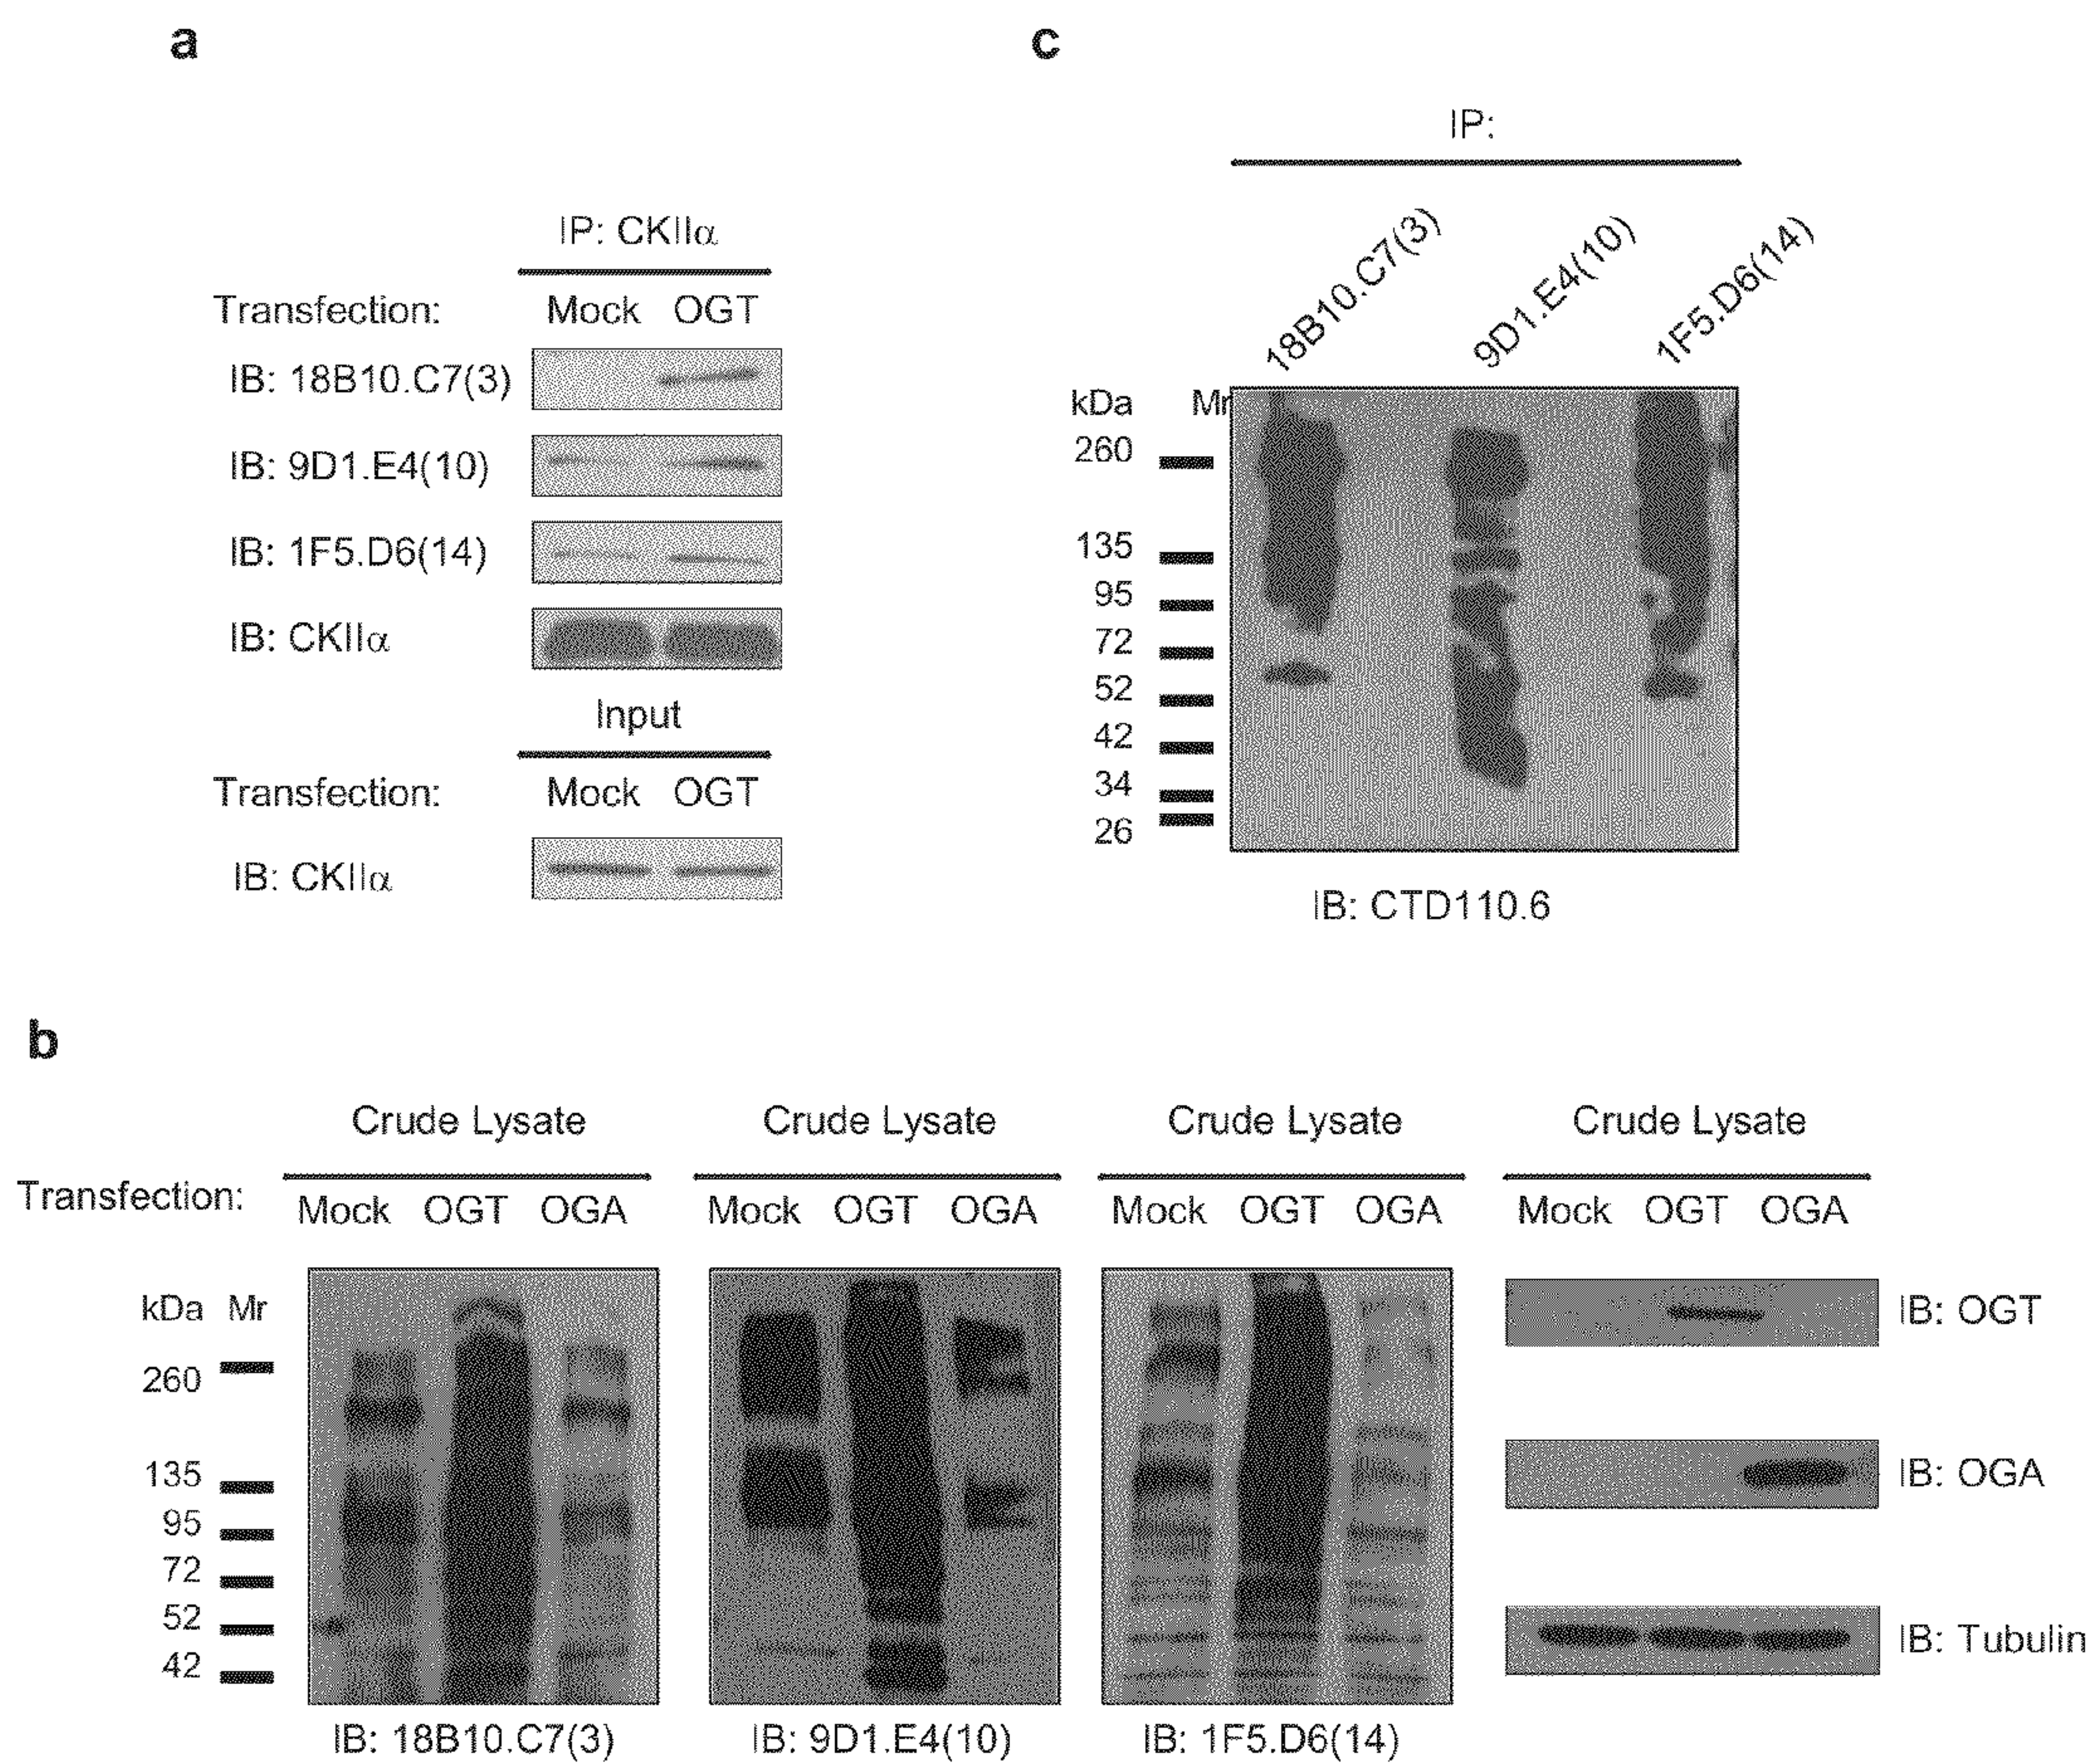 a
IP: CKIIα
Transfection: Mock OGT
IB: 18B10.C7(3)
IB: 9D1.E4(10)
IB: 1F5.D6(14)
IB: CKIIα
Input
Transfection: Mock OGT
IB: CKIIα
c
IP:
18B10.C7(3) 9D1.E4(10) 1F5.D6(14)
kDa Mr
260
135
95
72
52
42
34
26
IB: CTD110.6
b
Crude Lysate Crude Lysate Crude Lysate Crude Lysate
Transfection: Mock OGT OGA Mock OGT OGA Mock OGT OGA Mock OGT OGA
kDa Mr
260
135
95
72
52
42
IB: OGT
IB: OGA
IB: Tubulin
IB: 18B10.C7(3) IB: 9D1.E4(10) IB: 1F5.D6(14)